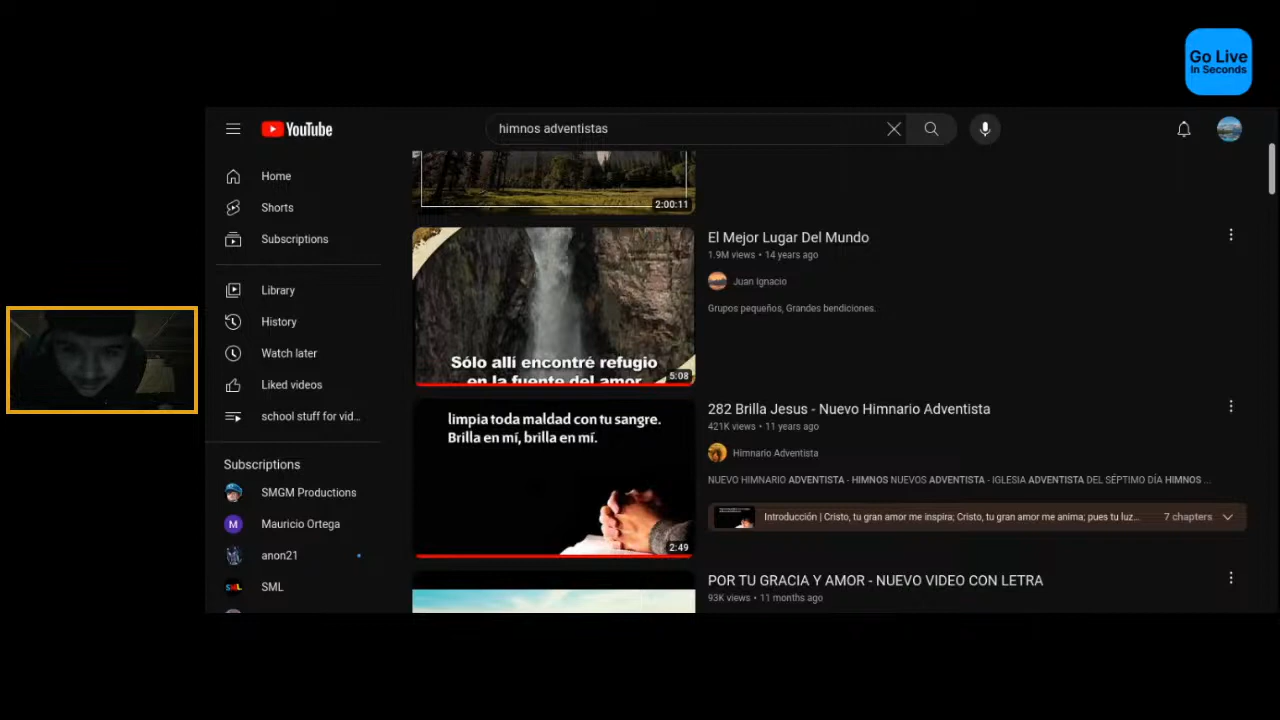 Go Live
In Seconds
YouTube
himnos adventistas
Home
Shorts
Subscriptions
Library
History
Watch later
Liked videos
school stuff for vid...
Subscriptions
SMGM Productions
M
Mauricio Ortega
anon21
SML
SML
2:00:11
Sólo allí encontré refugio
en la fuente del amor
5:08
El Mejor Lugar Del Mundo
1.9M views • 14 years ago
Juan Ignacio
Grupos pequeños, Grandes bendiciones.
limpia toda maldad con tu sangre.
Brilla en mí, brilla en mí.
2:49
282 Brilla Jesus - Nuevo Himnario Adventista
421K views • 11 years ago
Himnario Adventista
NUEVO HIMNARIO ADVENTISTA - HIMNOS NUEVOS ADVENTISTA - IGLESIA ADVENTISTA DEL SÉPTIMO DÍA HIMNOS ...
Introducción | Cristo, tu gran amor me inspira; Cristo, tu gran amor me anima; pues tu luz...
7 chapters
POR TU GRACIA Y AMOR - NUEVO VIDEO CON LETRA
93K views • 11 months ago